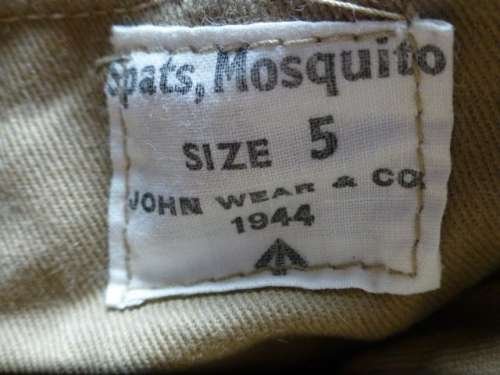 Spats, Mosquito
SIZE 5
JOHN WEAR & CO.
1944